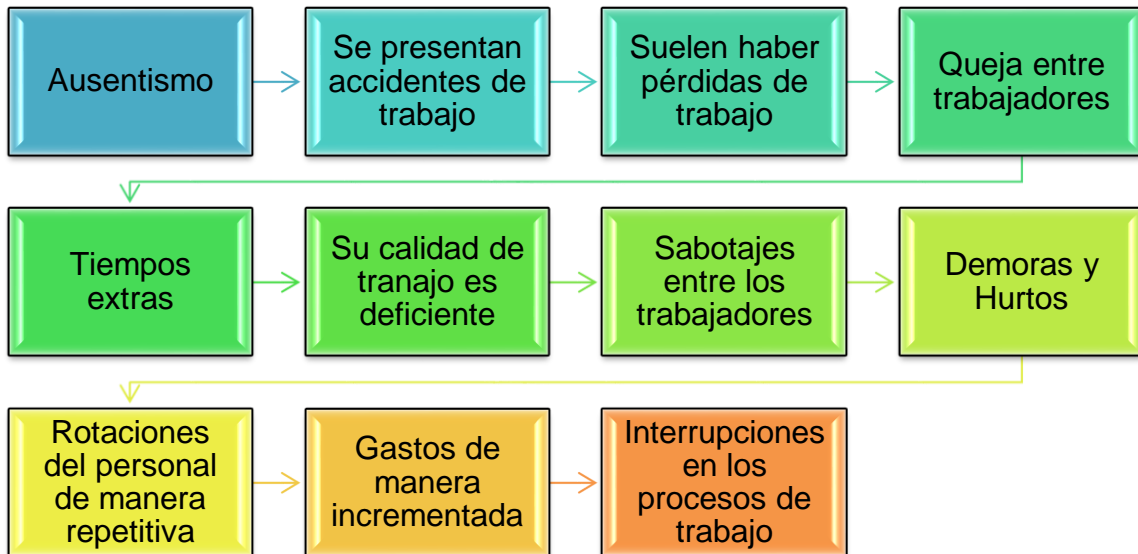 Ausentismo
Se presentan
accidentes de
trabajo
Suelen haber
pérdidas de
trabajo
Queja entre
trabajadores
Tiempos
extras
Su calidad de
tranajo es
deficiente
Sabotajes
entre los
trabajadores
Demoras y
Hurtos
Rotaciones
del personal
de manera
repetitiva
Gastos de
manera
incrementada
Interrupciones
en los
procesos de
trabajo